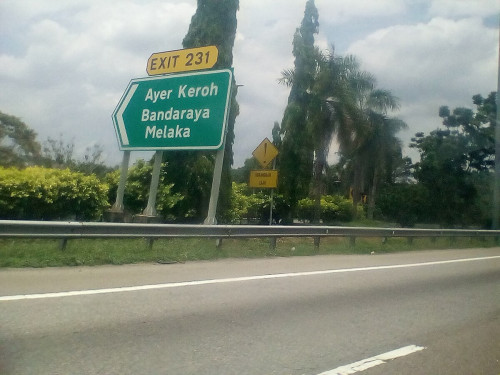 EXIT 231
Ayer Keroh
Bandaraya
Melaka